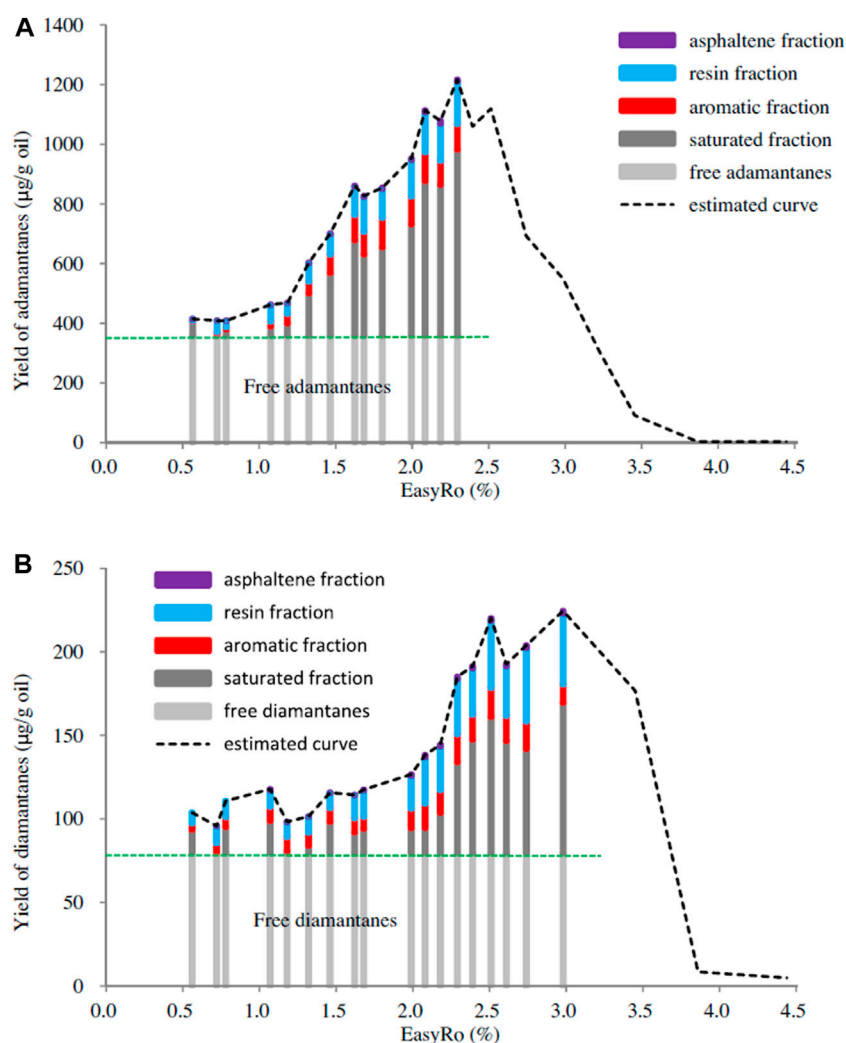 A
1400
1200
1000
800
600
400
200
0
Yield of adamantanes (µg/g oil)
asphaltene fraction
resin fraction
aromatic fraction
saturated fraction
free adamantanes
estimated curve
Free adamantanes
0.0 0.5 1.0 1.5 2.0 2.5 3.0 3.5 4.0 4.5
EasyRo (%)
B
250
200
150
100
50
0
Yield of diamantanes (µg/g oil)
asphaltene fraction
resin fraction
aromatic fraction
saturated fraction
free diamantanes
estimated curve
Free diamantanes
0.0 0.5 1.0 1.5 2.0 2.5 3.0 3.5 4.0 4.5
EasyRo (%)